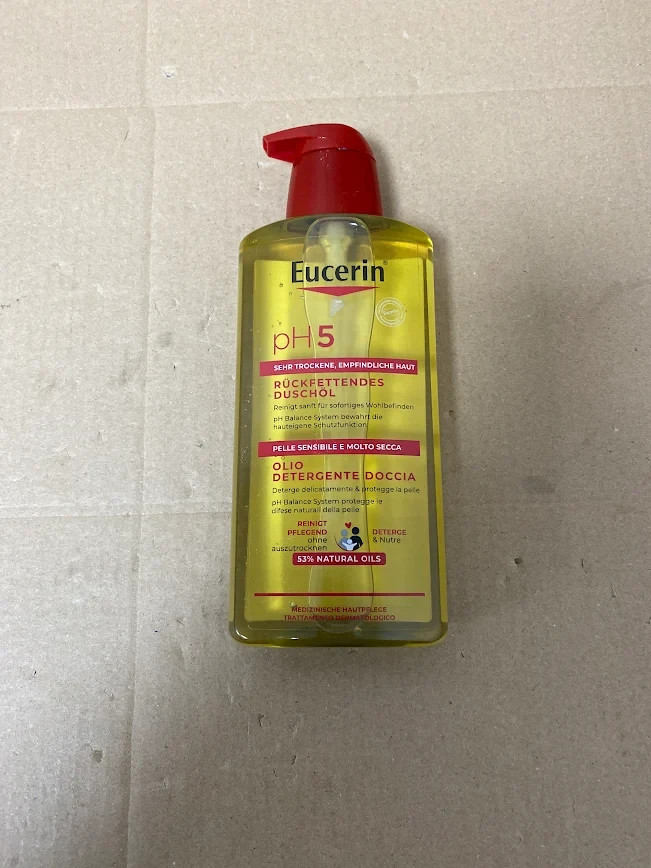 Eucerin®
pH5
SEHR TROCKENE, EMPFINDLICHE HAUT
RÜCKFETTENDES
DUSCHÖL
Reinigt sanft für sofortiges Wohlbefinden
pH Balance System bewahrt die
hauteigene Schutzfunktion
PELLE SENSIBILE E MOLTO SECCA
OLIO
DETERGENTE DOCCIA
Deterge delicatamente & protegge la pelle
pH Balance System protegge le
difese naturali della pelle
REINIGT
PFLEGEND
ohne
auszutrocknen
DETERGE
& Nutre
53% NATURAL OILS
MEDIZINISCHE HAUTPFLEGE
TRATTAMENTO DERMATOLOGICO